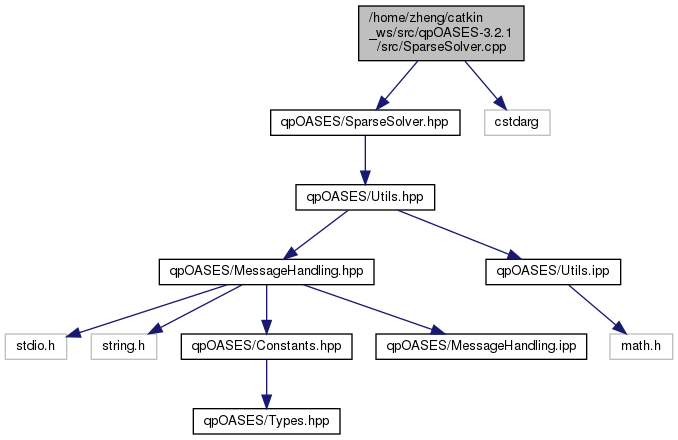 /home/zheng/catkin
_ws/src/qpOASES-3.2.1
/src/SparseSolver.cpp
qpOASES/SparseSolver.hpp
cstdarg
qpOASES/Utils.hpp
qpOASES/MessageHandling.hpp
qpOASES/Utils.ipp
stdio.h
string.h
qpOASES/Constants.hpp
qpOASES/MessageHandling.ipp
math.h
qpOASES/Types.hpp